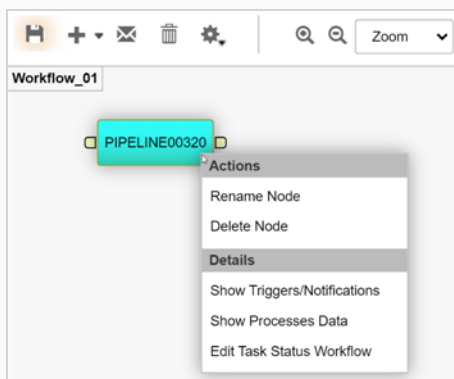 Zoom
Workflow_01
PIPELINE00320
Actions
Rename Node
Delete Node
Details
Show Triggers/Notifications
Show Processes Data
Edit Task Status Workflow